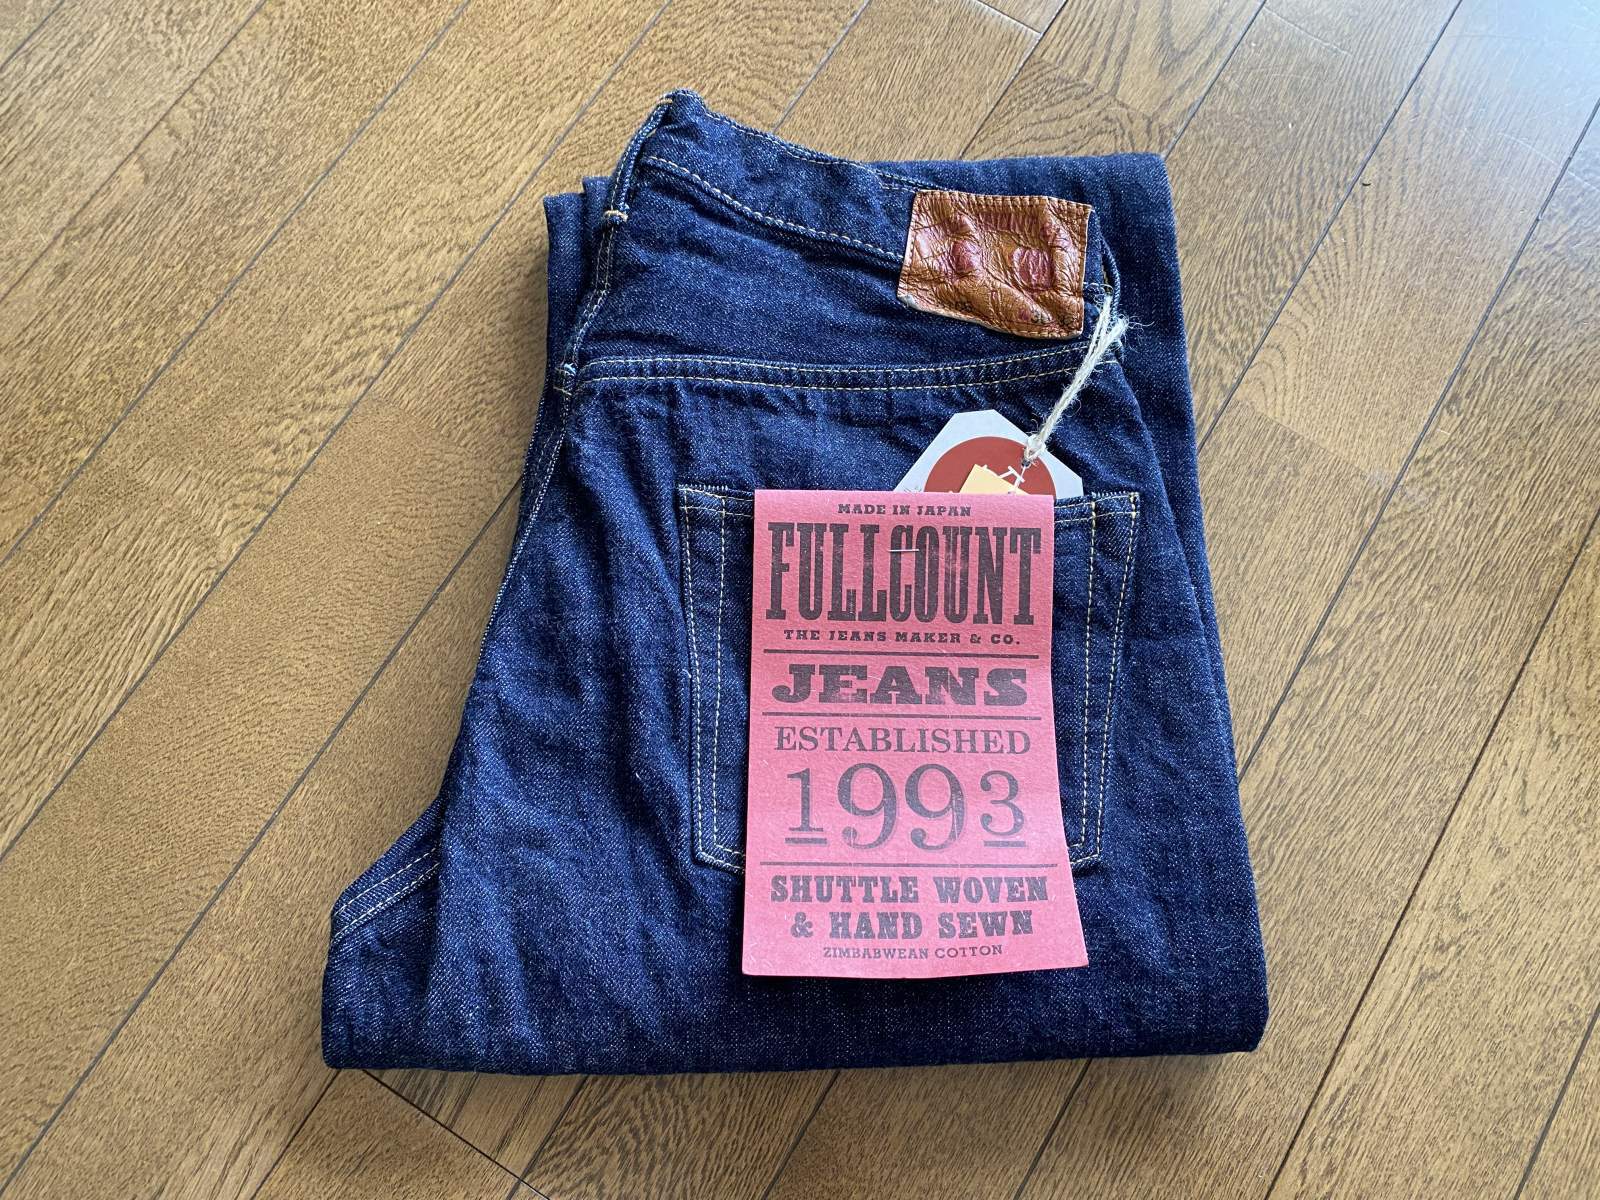 MADE IN JAPAN
FULLCOUNT
THE JEANS MAKER & CO.
JEANS
ESTABLISHED
1993
SHUTTLE WOVEN
& HAND SEWN
ZIMBABWEAN COTTON